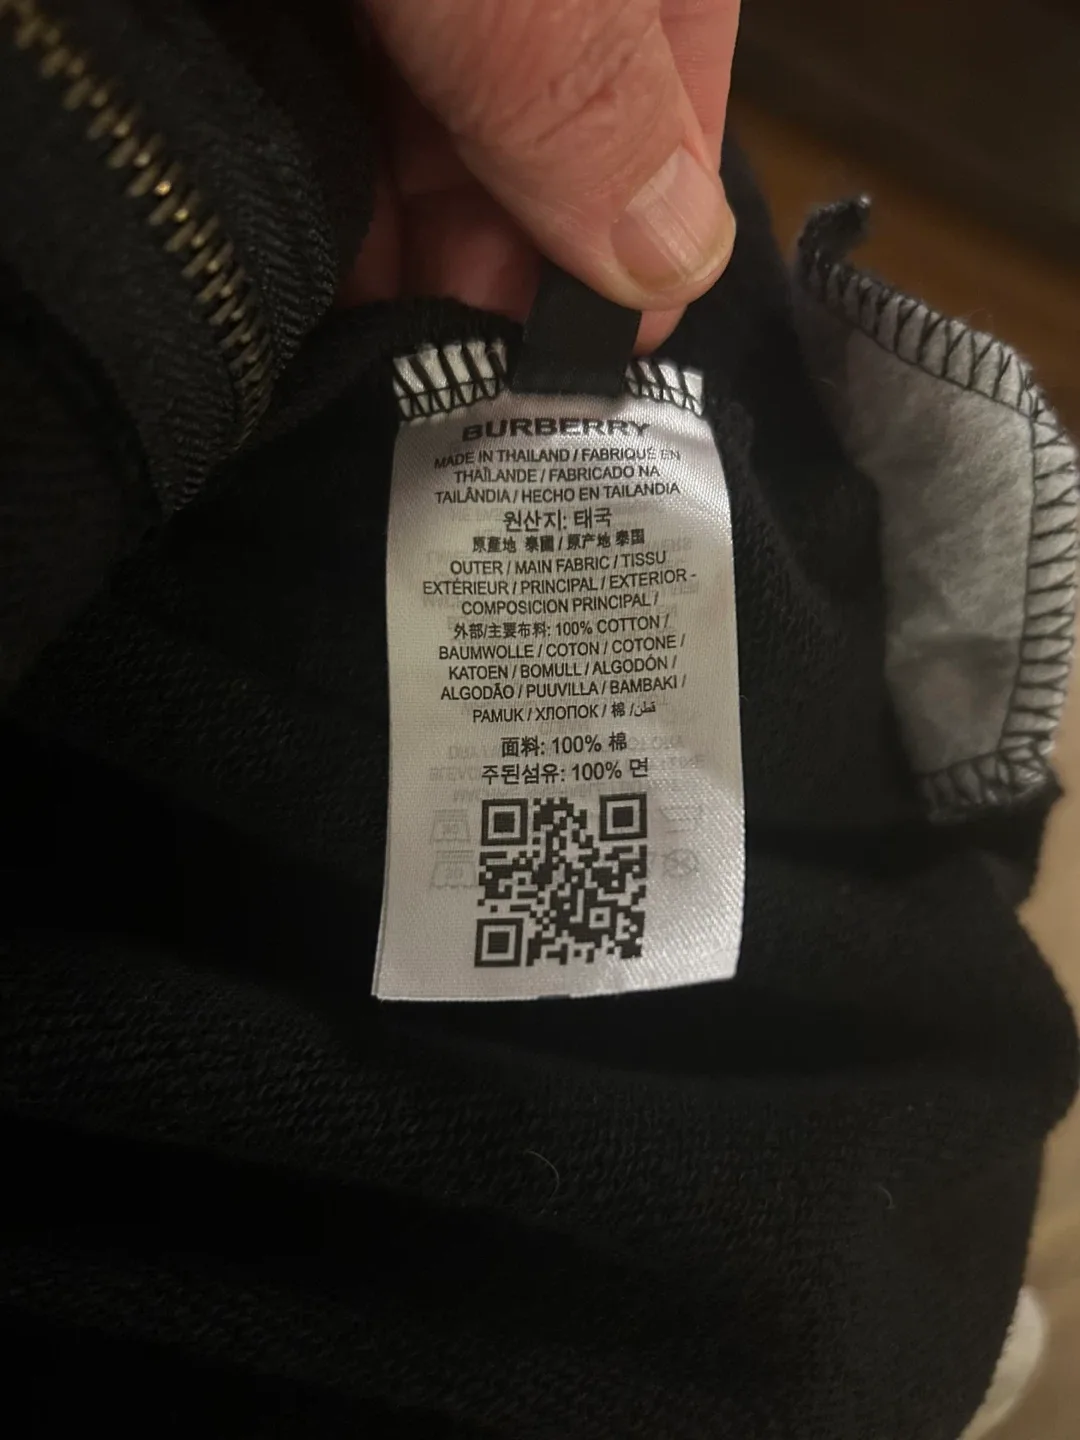 BURBERRY
MADE IN THAILAND / FABRIQUÉ EN
THAÏLANDE / FABRICADO NA
TAILÂNDIA / HECHO EN TAILANDIA
원산지: 태국
原產地 泰國 / 原产地 泰国
OUTER / MAIN FABRIC / TISSU
EXTÉRIEUR / PRINCIPAL / EXTERIOR -
COMPOSICION PRINCIPAL /
外部/主要布料: 100% COTTON /
BAUMWOLLE / COTON / COTONE /
KATOEN / BOMULL / ALGODÓN /
ALGODÃO / PUUVILLA / BAMBAKI /
PAMUK / ХЛОПОК / 棉 / قطن
面料: 100% 棉
주된섬유: 100% 면